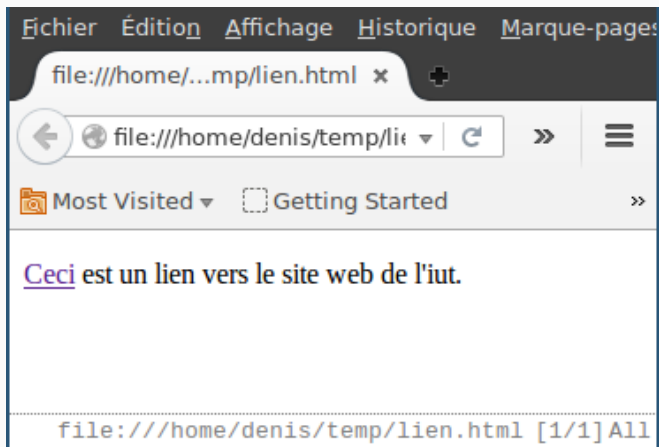 Fichier Édition Affichage Historique Marque-pages
file:///home/...mp/lien.html ×
file:///home/denis/temp/lie
Most Visited Getting Started »
Ceci est un lien vers le site web de l'iut.
file:///home/denis/temp/lien.html [1/1] All